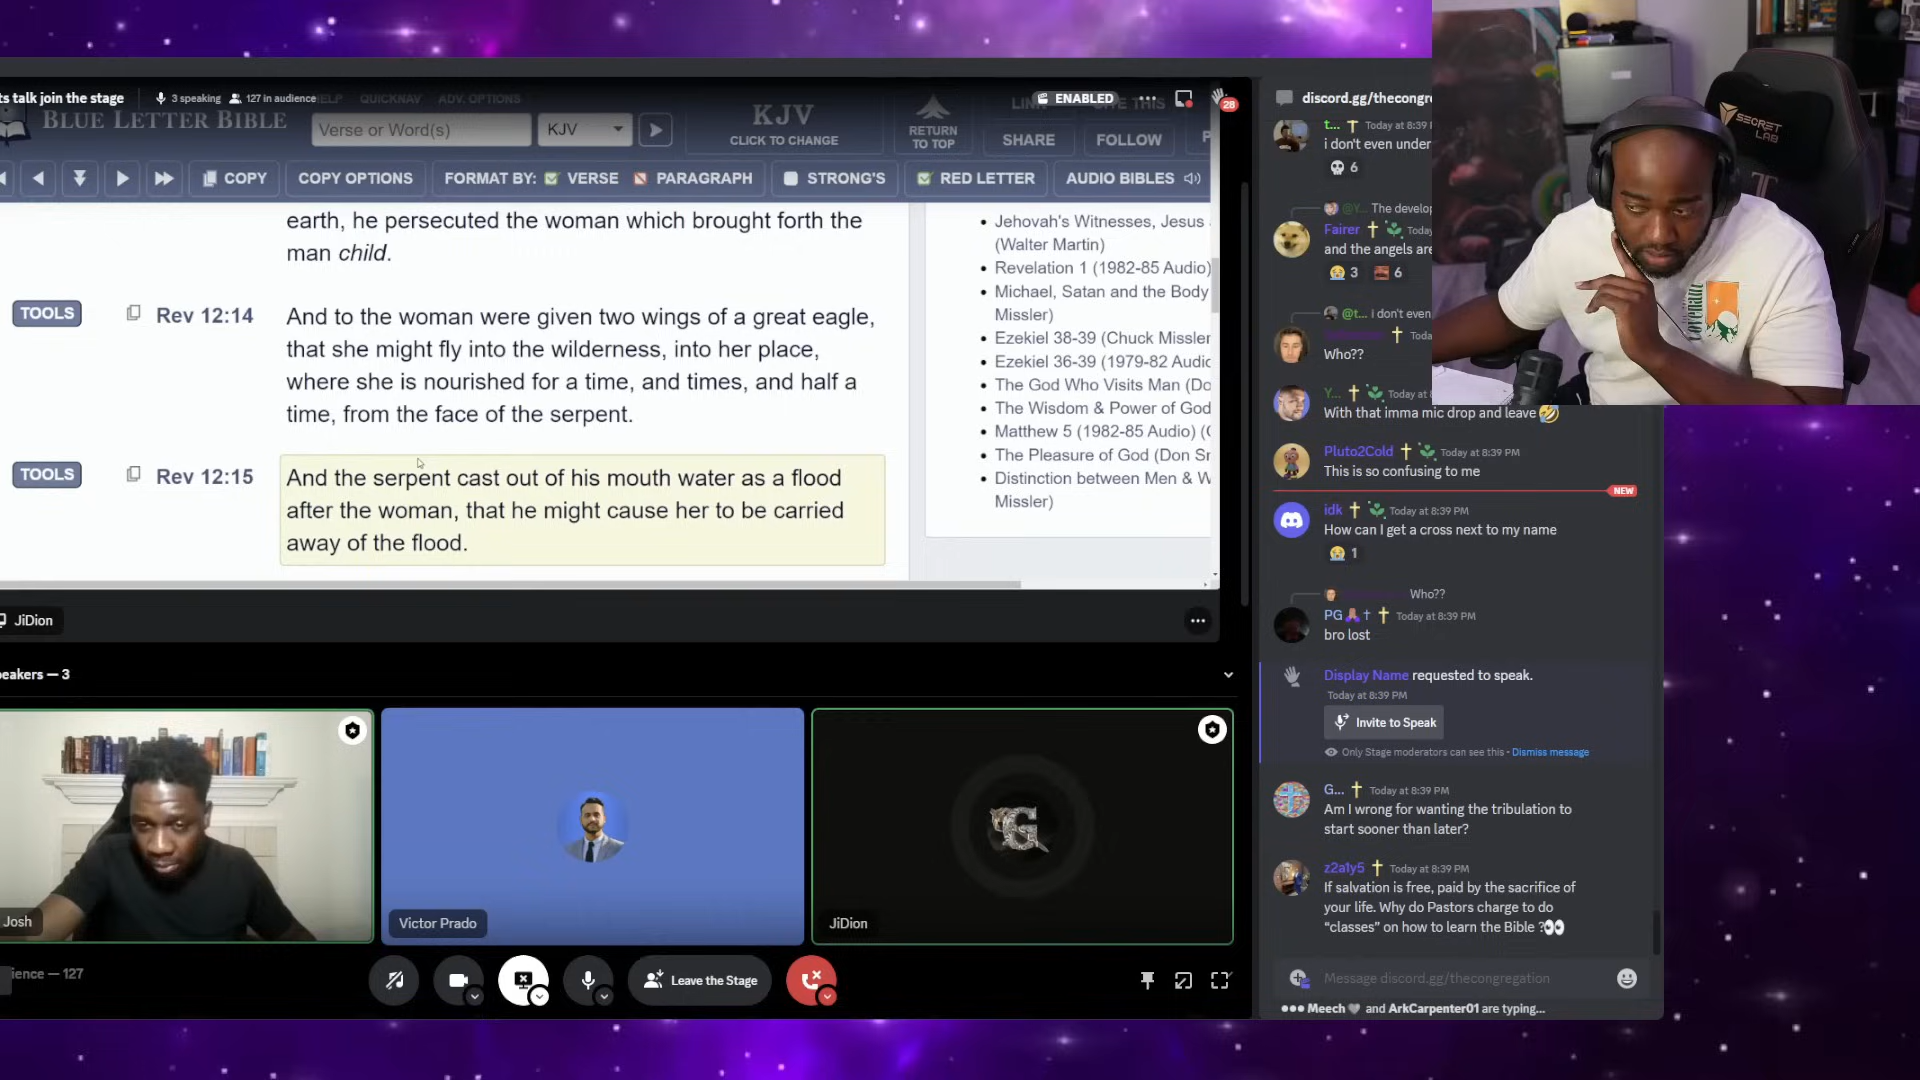 ts talk join the stage
3 speaking
127 in audience
ELP
QUICKNAV
ADV. OPTIONS
ENABLED
28
BLUE LETTER BIBLE
Verse or Word(s)
KJV
KJV
CLICK TO CHANGE
RETURN
TO TOP
SHARE
FOLLOW
COPY
COPY OPTIONS
FORMAT BY:
VERSE
PARAGRAPH
STRONG'S
RED LETTER
AUDIO BIBLES
earth, he persecuted the woman which brought forth the
man child.
TOOLS
Rev 12:14
And to the woman were given two wings of a great eagle,
that she might fly into the wilderness, into her place,
where she is nourished for a time, and times, and half a
time, from the face of the serpent.
TOOLS
Rev 12:15
And the serpent cast out of his mouth water as a flood
after the woman, that he might cause her to be carried
away of the flood.
Jehovah's Witnesses, Jesus
(Walter Martin)
Revelation 1 (1982-85 Audio)
Michael, Satan and the Body
Missler)
Ezekiel 38-39 (Chuck Missler
Ezekiel 36-39 (1979-82 Audio
The God Who Visits Man (Do
The Wisdom & Power of God
Matthew 5 (1982-85 Audio) (
The Pleasure of God (Don Sr
Distinction between Men & W
Missler)
JiDion
eakers — 3
Josh
Victor Prado
JiDion
ience — 127
Leave the Stage
discord.gg/thecongre
t... Today at 8:39
i don't even under
6
The develop
Fairer Today
and the angels are
3 6
@t... i don't even
Toda
Who??
Y... Today at
With that imma mic drop and leave
Pluto2Cold Today at 8:39 PM
This is so confusing to me
NEW
idk Today at 8:39 PM
How can I get a cross next to my name
1
Who??
PG Today at 8:39 PM
bro lost
Display Name requested to speak.
Today at 8:39 PM
Invite to Speak
Only Stage moderators can see this • Dismiss message
G... Today at 8:39 PM
Am I wrong for wanting the tribulation to
start sooner than later?
z2a1y5 Today at 8:39 PM
If salvation is free, paid by the sacrifice of
your life. Why do Pastors charge to do
“classes” on how to learn the Bible ?
Message discord.gg/thecongregation
Meech and ArkCarpenter01 are typing...
SECRET
LAB